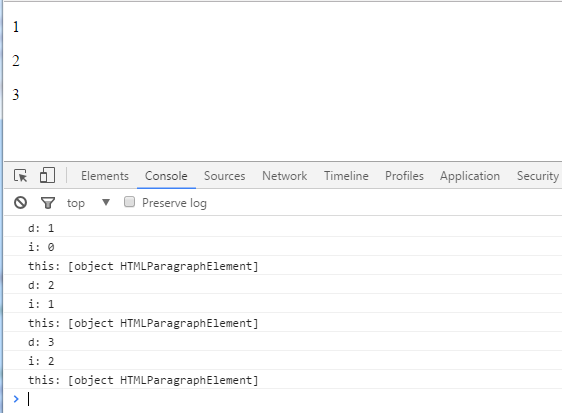 1
2
3
Elements Console Sources Network Timeline Profiles Application Security
top ▼ Preserve log
d: 1
i: 0
this: [object HTMLParagraphElement]
d: 2
i: 1
this: [object HTMLParagraphElement]
d: 3
i: 2
this: [object HTMLParagraphElement]
>